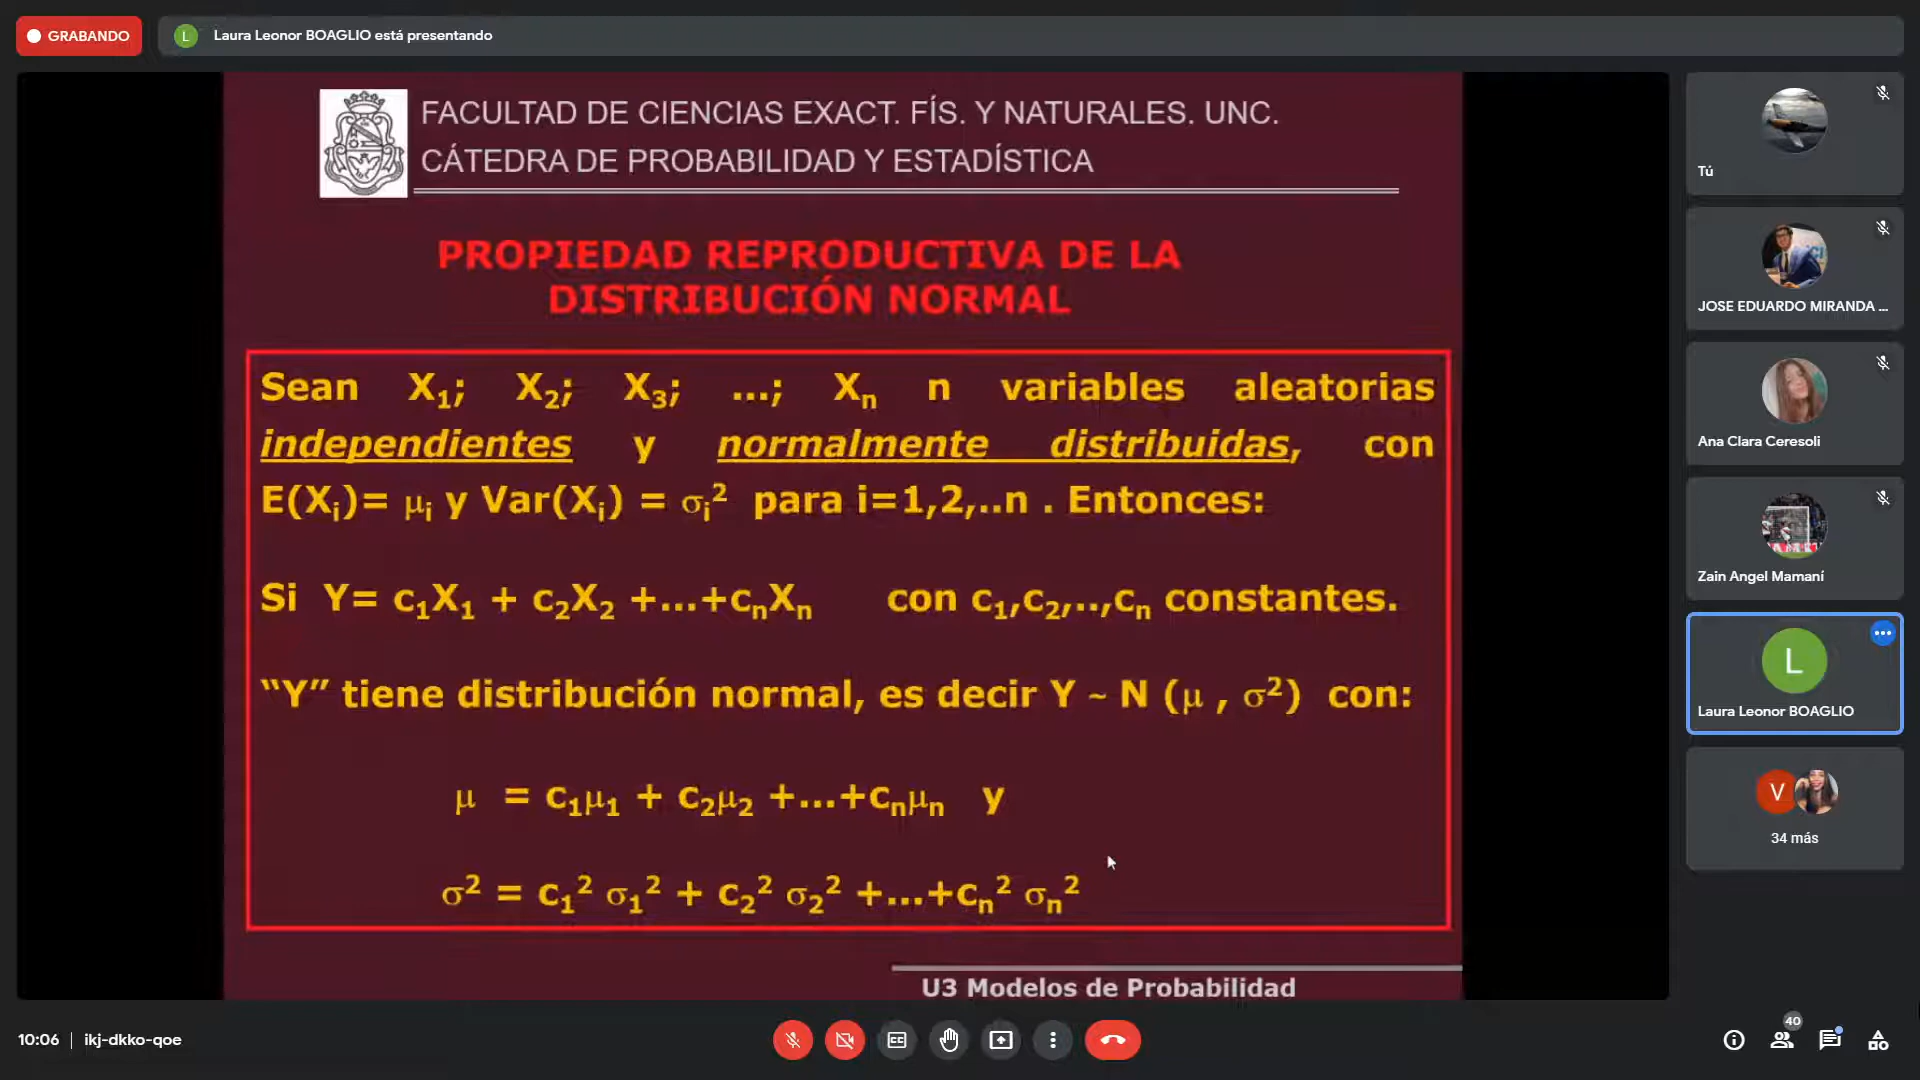 GRABANDO
L
Laura Leonor BOAGLIO está presentando
FACULTAD DE CIENCIAS EXACT. FÍS. Y NATURALES. UNC.
CÁTEDRA DE PROBABILIDAD Y ESTADÍSTICA
PROPIEDAD REPRODUCTIVA DE LA
DISTRIBUCIÓN NORMAL
Sean X₁; X₂; X₃; ...; Xₙ n variables aleatorias
independientes y normalmente distribuidas, con
E(Xᵢ)= μᵢ y Var(Xᵢ) = σᵢ² para i=1,2,..n . Entonces:
Si Y= c₁X₁ + c₂X₂ +...+cₙXₙ con c₁,c₂,..,cₙ constantes.
“Y” tiene distribución normal, es decir Y ~ N (μ , σ²) con:
μ = c₁μ₁ + c₂μ₂ +...+cₙμₙ y
σ² = c₁² σ₁² + c₂² σ₂² +...+cₙ² σₙ²
U3 Modelos de Probabilidad
Tú
JOSE EDUARDO MIRANDA ...
Ana Clara Ceresoli
Zain Angel Mamaní
L
Laura Leonor BOAGLIO
V
34 más
10:06 | ikj-dkko-qoe
40